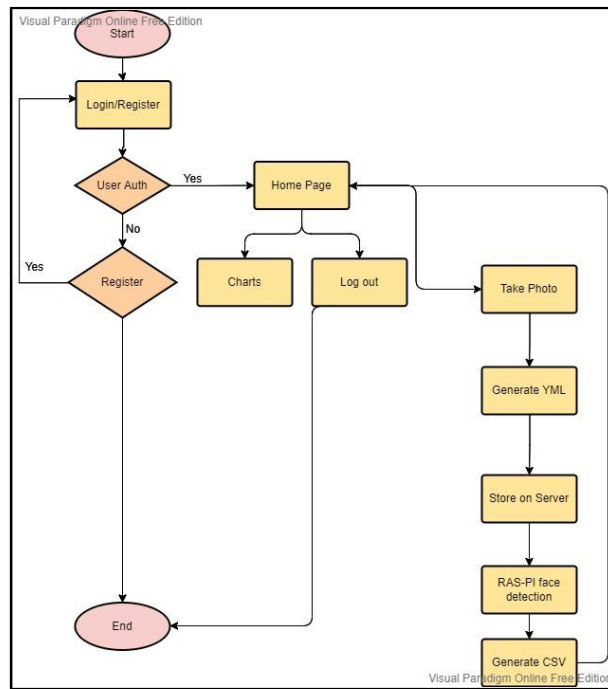 Visual Paradigm Online Free Edition
Start
Login/Register
User Auth
Yes
Home Page
No
Yes
Register
Charts
Log out
Take Photo
Generate YML
Store on Server
RAS-PI face
detection
End
Generate CSV
Visual Paradigm Online Free Edition